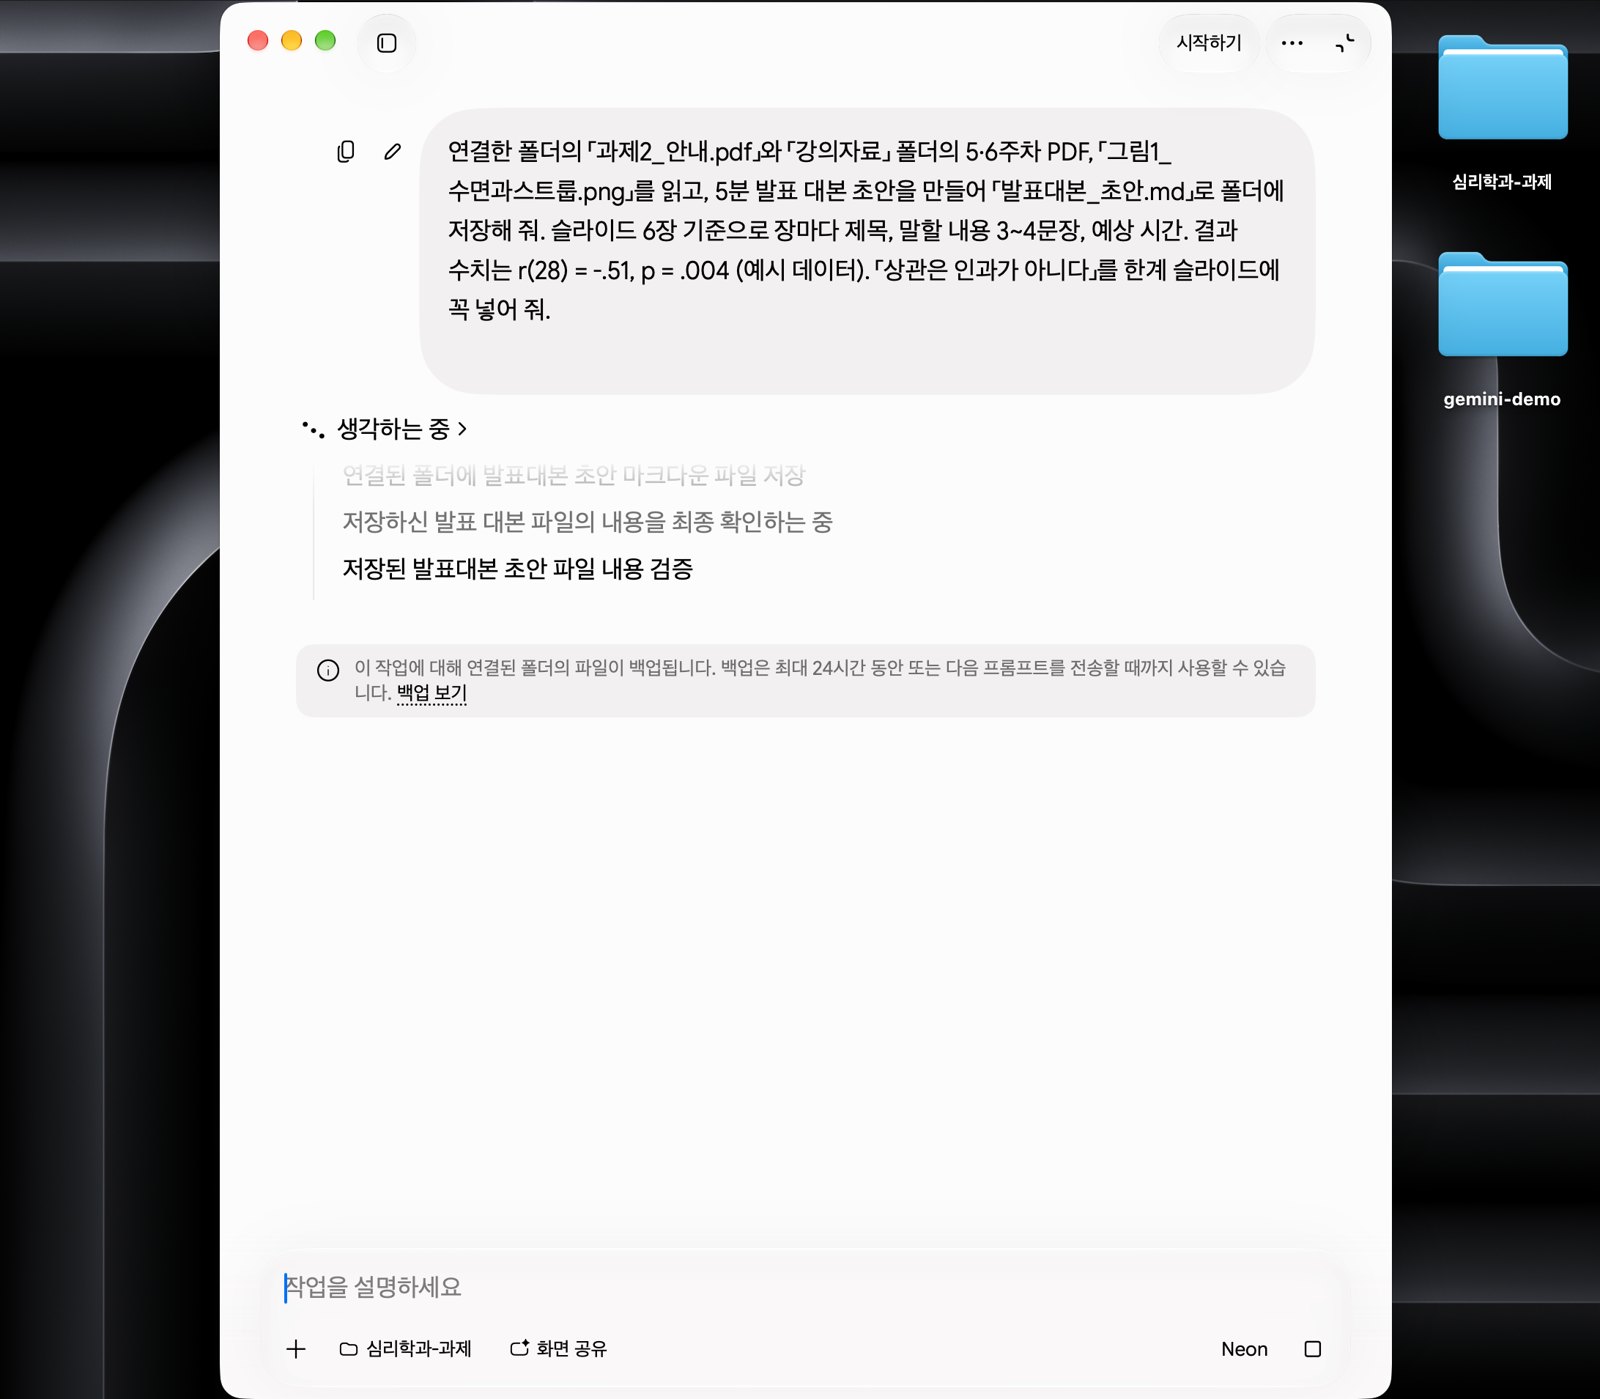 시작하기
연결한 폴더의 「과제2_안내.pdf」와 「강의자료」 폴더의 5·6주차 PDF, 「그림1_
수면과스트룹.png」를 읽고, 5분 발표 대본 초안을 만들어 「발표대본_초안.md」로 폴더에
저장해 줘. 슬라이드 6장 기준으로 장마다 제목, 말할 내용 3~4문장, 예상 시간. 결과
수치는 r(28) = -.51, p = .004 (예시 데이터). 「상관은 인과가 아니다」를 한계 슬라이드에
꼭 넣어 줘.
생각하는 중
연결된 폴더에 발표대본 초안 마크다운 파일 저장
저장하신 발표 대본 파일의 내용을 최종 확인하는 중
저장된 발표대본 초안 파일 내용 검증
이 작업에 대해 연결된 폴더의 파일이 백업됩니다. 백업은 최대 24시간 동안 또는 다음 프롬프트를 전송할 때까지 사용할 수 있습
니다. 백업 보기
작업을 설명하세요
심리학과-과제 화면 공유 Neon
심리학과-과제
gemini-demo